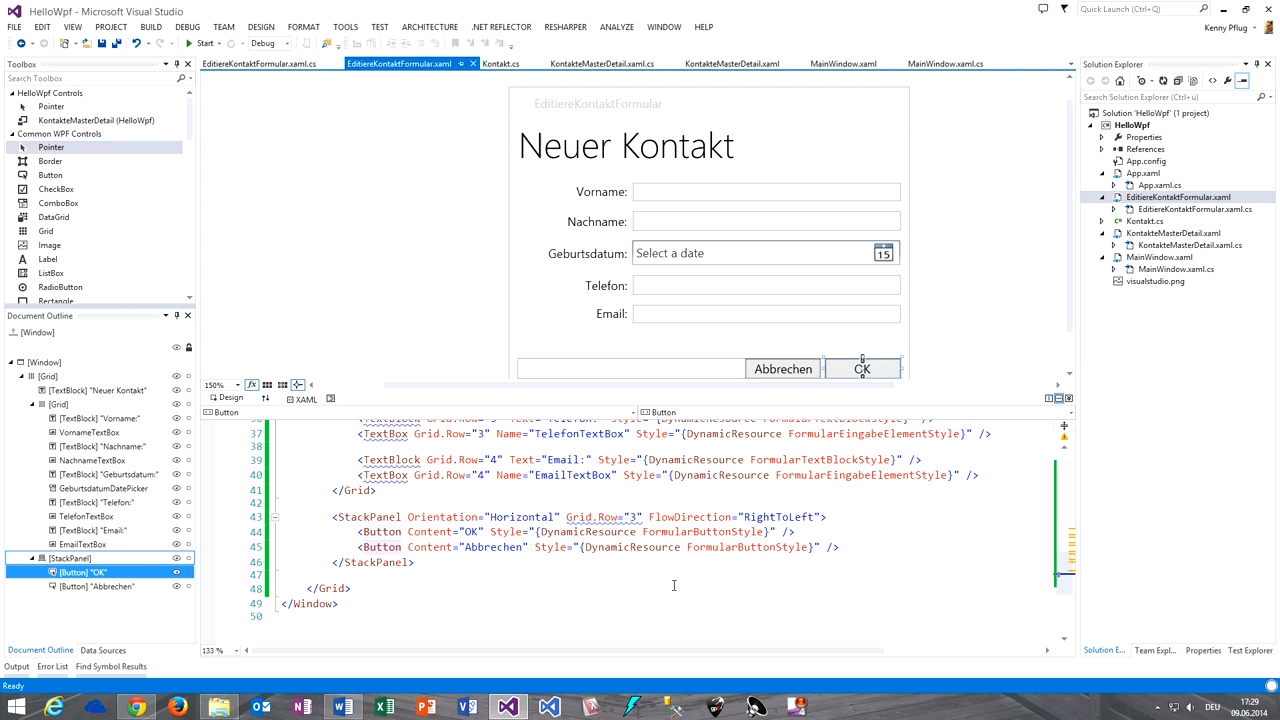 HelloWpf - Microsoft Visual Studio
Quick Launch (Ctrl+Q)
FILE EDIT VIEW PROJECT BUILD DEBUG TEAM DESIGN FORMAT TOOLS TEST ARCHITECTURE .NET REFLECTOR RESHARPER ANALYZE WINDOW HELP
Kenny Pflug
Start Debug
Toolbox
EditiereKontaktFormular.xaml.cs EditiereKontaktFormular.xaml Kontakt.cs KontakteMasterDetail.xaml.cs KontakteMasterDetail.xaml MainWindow.xaml MainWindow.xaml.cs
Solution Explorer
Search Toolbox
HelloWpf Controls
Pointer
KontakteMasterDetail (HelloWpf)
Common WPF Controls
Pointer
Border
Button
CheckBox
ComboBox
DataGrid
Grid
Image
Label
ListBox
RadioButton
Rectangle
Document Outline
[Window]
[Window]
[Grid]
[TextBlock] "Neuer Kontakt"
[Grid]
[TextBlock] "Vorname:"
VornameTextBox
[TextBlock] "Nachname:"
NachnameTextBox
[TextBlock] "Geburtsdatum:"
GeburtsdatumDatePicker
[TextBlock] "Telefon:"
TelefonTextBox
[TextBlock] "Email:"
EmailTextBox
[StackPanel]
[Button] "OK"
[Button] "Abbrechen"
Document Outline Data Sources
EditiereKontaktFormular
Neuer Kontakt
Vorname:
Nachname:
Geburtsdatum: Select a date 15
Telefon:
Email:
Abbrechen OK
150%
Design XAML
Button Button
37 <TextBox Grid.Row="3" Name="TelefonTextBox" Style="{DynamicResource FormularEingabeElementStyle}" />
38
39 <TextBlock Grid.Row="4" Text="Email:" Style="{DynamicResource FormularTextBlockStyle}" />
40 <TextBox Grid.Row="4" Name="EmailTextBox" Style="{DynamicResource FormularEingabeElementStyle}" />
41 </Grid>
42
43 <StackPanel Orientation="Horizontal" Grid.Row="3" FlowDirection="RightToLeft">
44 <Button Content="OK" Style="{DynamicResource FormularButtonStyle}" />
45 <Button Content="Abbrechen" Style="{DynamicResource FormularButtonStyle}" />
46 </StackPanel>
47
48 </Grid>
49 </Window>
50
133 %
Search Solution Explorer (Ctrl+ü)
Solution 'HelloWpf' (1 project)
HelloWpf
Properties
References
App.config
App.xaml
App.xaml.cs
EditiereKontaktFormular.xaml
EditiereKontaktFormular.xaml.cs
Kontakt.cs
KontakteMasterDetail.xaml
KontakteMasterDetail.xaml.cs
MainWindow.xaml
MainWindow.xaml.cs
visualstudio.png
Solution E... Team Expl... Properties Test Explorer
Output Error List Find Symbol Results
Ready
DEU
17:29
09.06.2014